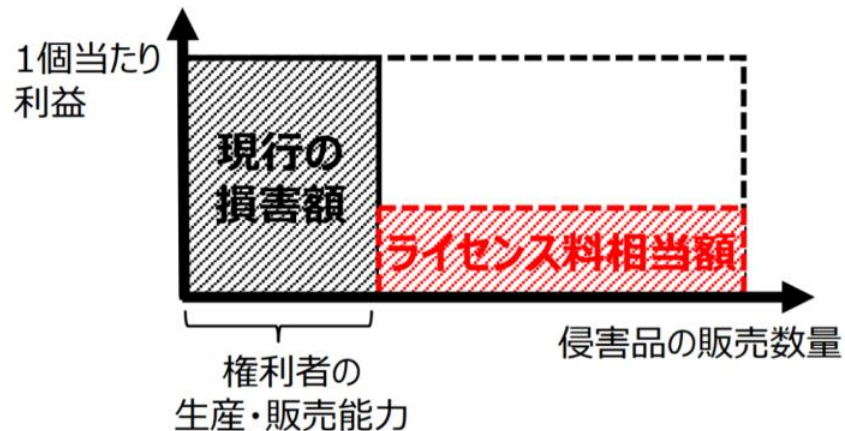 1個当たり
利益
現行の
損害額
ライセンス料相当額
侵害品の販売数量
権利者の
生産・販売能力